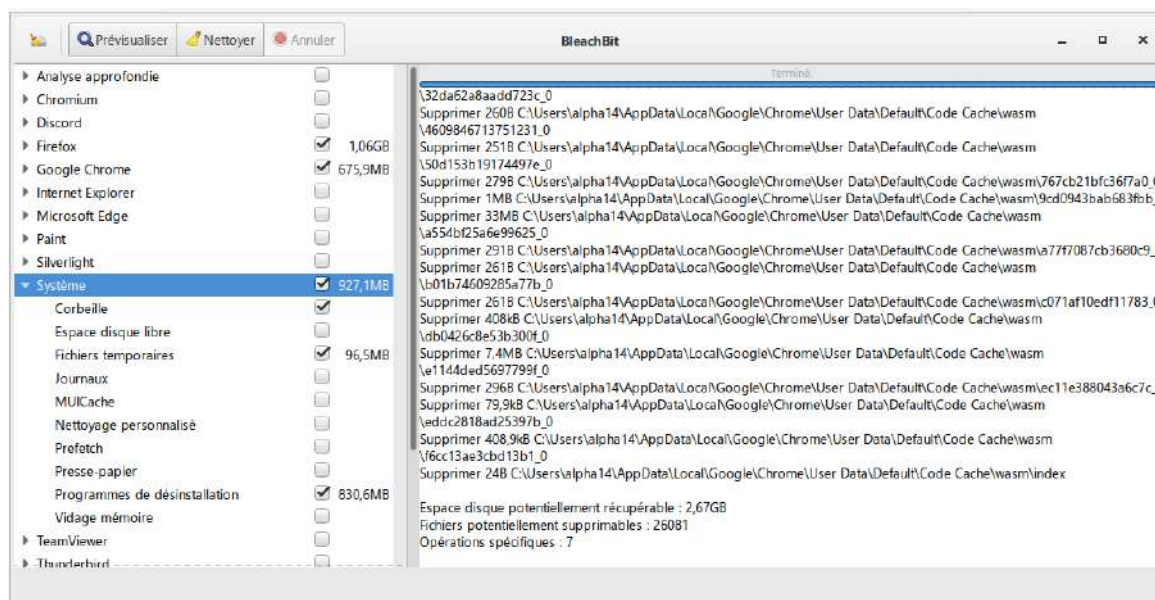 Prévisualiser Nettoyer Annuler BleachBit
Analyse approfondie
Chromium
Discord
Firefox 1,06GB
Google Chrome 675,9MB
Internet Explorer
Microsoft Edge
Paint
Silverlight
Système 927,1MB
Corbeille
Espace disque libre
Fichiers temporaires 96,5MB
Journaux
MUICache
Nettoyage personnalisé
Prefetch
Presse-papier
Programmes de désinstallation 830,6MB
Vidage mémoire
TeamViewer
Thunderbird
Terminé.
\32da62a8aadd723c_0
Supprimer 260B C:\Users\alpha14\AppData\Local\Google\Chrome\User Data\Default\Code Cache\wasm
\4609846713751231_0
Supprimer 251B C:\Users\alpha14\AppData\Local\Google\Chrome\User Data\Default\Code Cache\wasm
\50d153b19174497e_0
Supprimer 279B C:\Users\alpha14\AppData\Local\Google\Chrome\User Data\Default\Code Cache\wasm\767cb21bfc36f7a0_0
Supprimer 1MB C:\Users\alpha14\AppData\Local\Google\Chrome\User Data\Default\Code Cache\wasm\9cd0943bab683fbb_
Supprimer 33MB C:\Users\alpha14\AppData\Local\Google\Chrome\User Data\Default\Code Cache\wasm
\a554bf25a6e99625_0
Supprimer 291B C:\Users\alpha14\AppData\Local\Google\Chrome\User Data\Default\Code Cache\wasm\a77f7087cb3680c9_
Supprimer 261B C:\Users\alpha14\AppData\Local\Google\Chrome\User Data\Default\Code Cache\wasm
\b01b74609285a77b_0
Supprimer 261B C:\Users\alpha14\AppData\Local\Google\Chrome\User Data\Default\Code Cache\wasm\c071af10edf11783_0
Supprimer 408kB C:\Users\alpha14\AppData\Local\Google\Chrome\User Data\Default\Code Cache\wasm
\db0426c8e53b300f_0
Supprimer 7,4MB C:\Users\alpha14\AppData\Local\Google\Chrome\User Data\Default\Code Cache\wasm
\e1144ded5697799f_0
Supprimer 296B C:\Users\alpha14\AppData\Local\Google\Chrome\User Data\Default\Code Cache\wasm\ec11e388043a6c7c_
Supprimer 79,9kB C:\Users\alpha14\AppData\Local\Google\Chrome\User Data\Default\Code Cache\wasm
\eddc2818ad25397b_0
Supprimer 408,9kB C:\Users\alpha14\AppData\Local\Google\Chrome\User Data\Default\Code Cache\wasm
\f6cc13ae3cbd13b1_0
Supprimer 24B C:\Users\alpha14\AppData\Local\Google\Chrome\User Data\Default\Code Cache\wasm\index
Espace disque potentiellement récupérable : 2,67GB
Fichiers potentiellement supprimables : 26081
Opérations spécifiques : 7